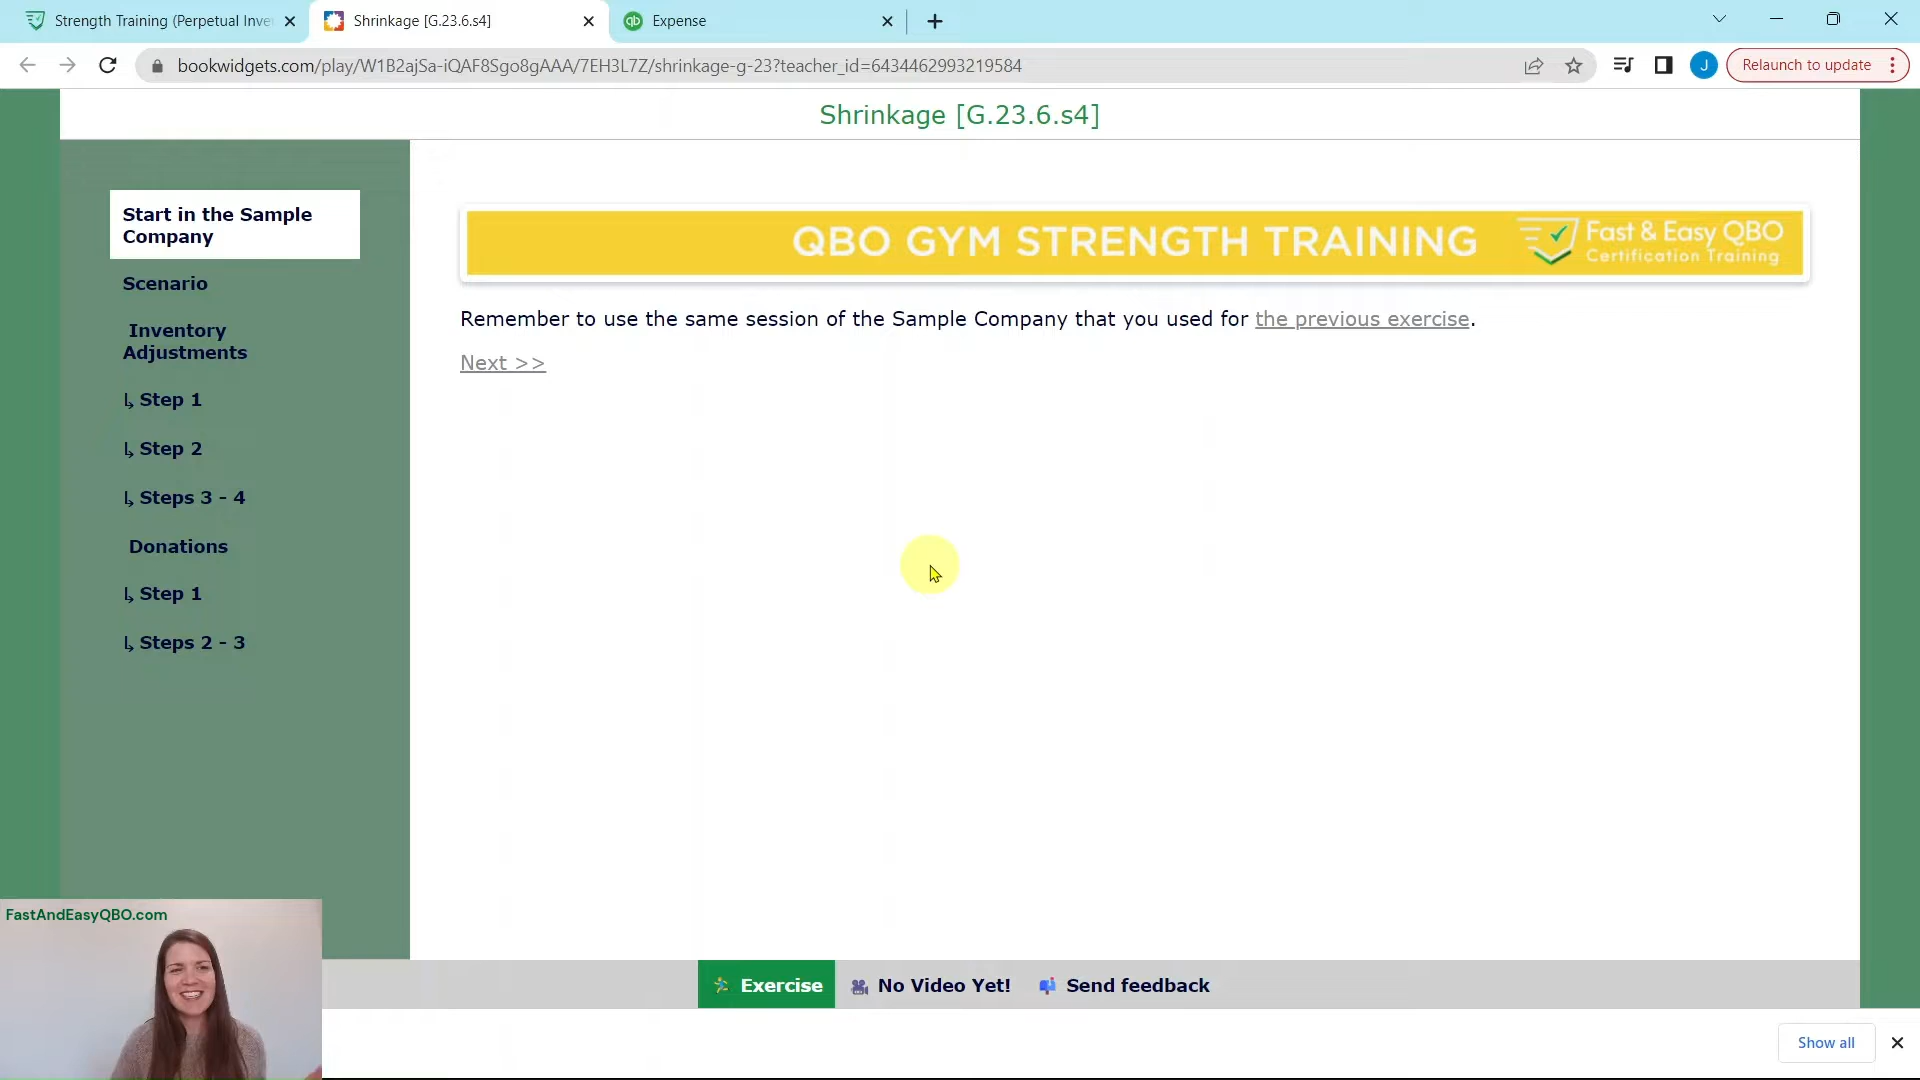 Strength Training (Perpetual Inve
Shrinkage [G.23.6.s4]
Expense
bookwidgets.com/play/W1B2ajSa-iQAF8Sgo8gAAA/7EH3L7Z/shrinkage-g-23?teacher_id=6434462993219584
J
Relaunch to update
Shrinkage [G.23.6.s4]
Start in the Sample
Company
Scenario
Inventory
Adjustments
↳ Step 1
↳ Step 2
↳ Steps 3 - 4
Donations
↳ Step 1
↳ Steps 2 - 3
QBO GYM STRENGTH TRAINING
Fast & Easy QBO
Certification Training
Remember to use the same session of the Sample Company that you used for the previous exercise.
Next >>
FastAndEasyQBO.com
Exercise
No Video Yet!
Send feedback
Show all